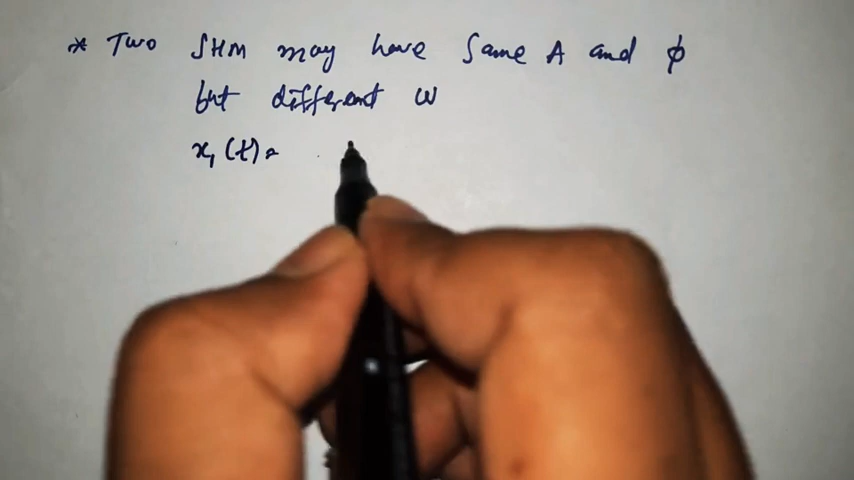 * Two SHM may have Same A and ϕ
but different ω
x₁(t)=